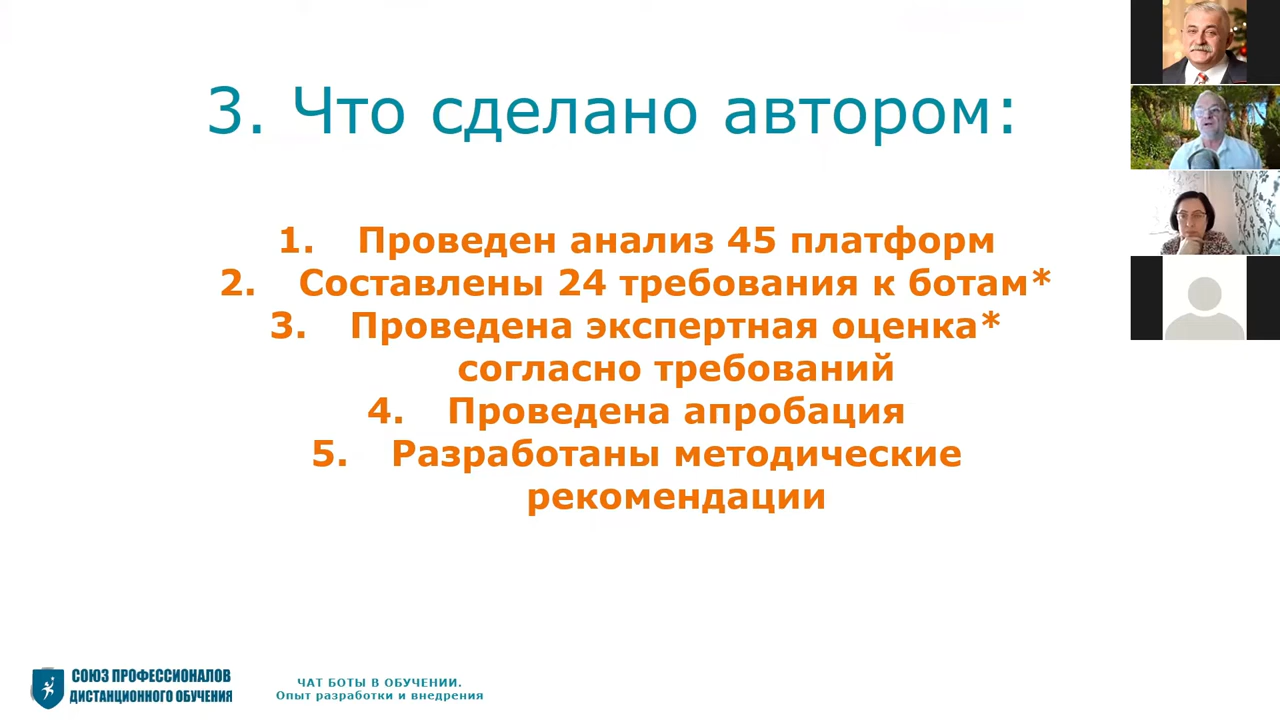 3. Что сделано автором:
1. Проведен анализ 45 платформ
2. Составлены 24 требования к ботам*
3. Проведена экспертная оценка*
согласно требований
4. Проведена апробация
5. Разработаны методические
рекомендации
СОЮЗ ПРОФЕССИОНАЛОВ
ДИСТАНЦИОННОГО ОБУЧЕНИЯ
ЧАТ БОТЫ В ОБУЧЕНИИ.
Опыт разработки и внедрения